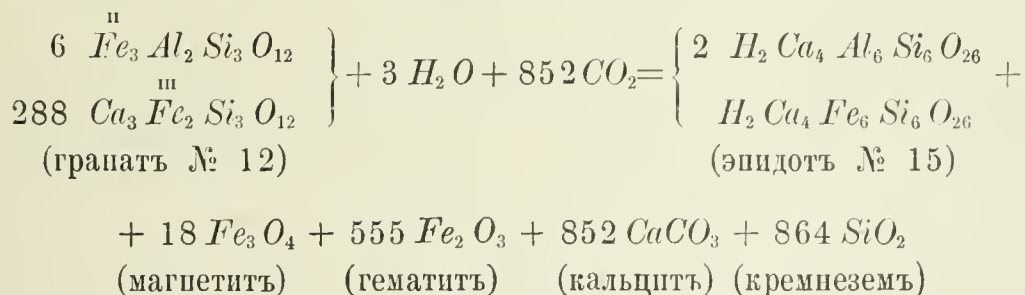 II
6 Fe₃ Al₂ Si₃ O₁₂
III
288 Ca₃ Fe₂ Si₃ O₁₂
(гранатъ № 12)
} + 3 H₂ O + 852 CO₂ = {
2 H₂ Ca₄ Al₆ Si₆ O₂₆
H₂ Ca₄ Fe₆ Si₆ O₂₆
(эпидотъ № 15)
+
+ 18 Fe₃ O₄ + 555 Fe₂ O₃ + 852 CaCO₃ + 864 SiO₂
(магнетитъ) (гематитъ) (кальцитъ) (кремнеземъ)